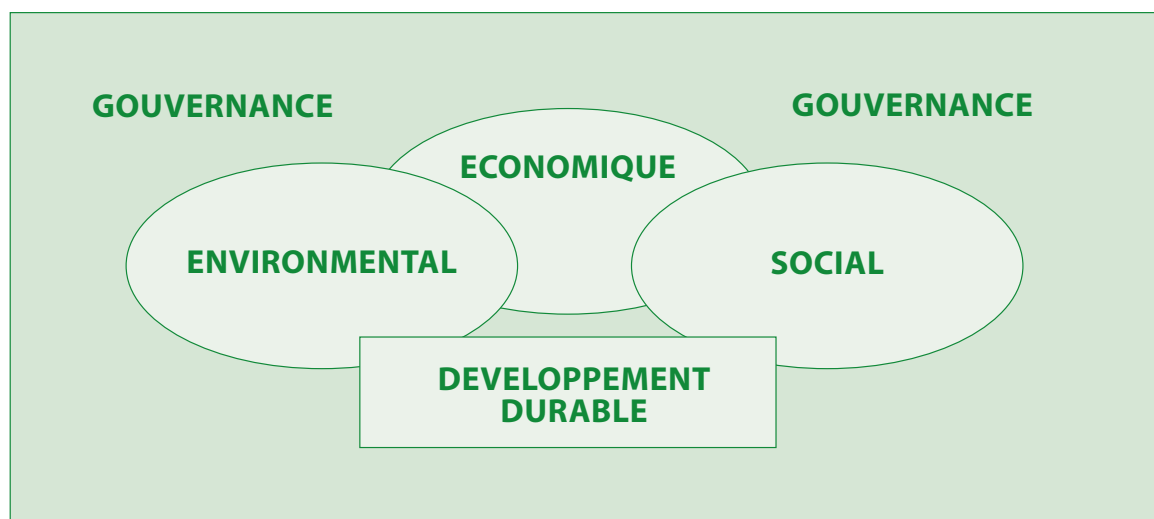 GOUVERNANCE
GOUVERNANCE
ECONOMIQUE
ENVIRONMENTAL
SOCIAL
DEVELOPPEMENT
DURABLE